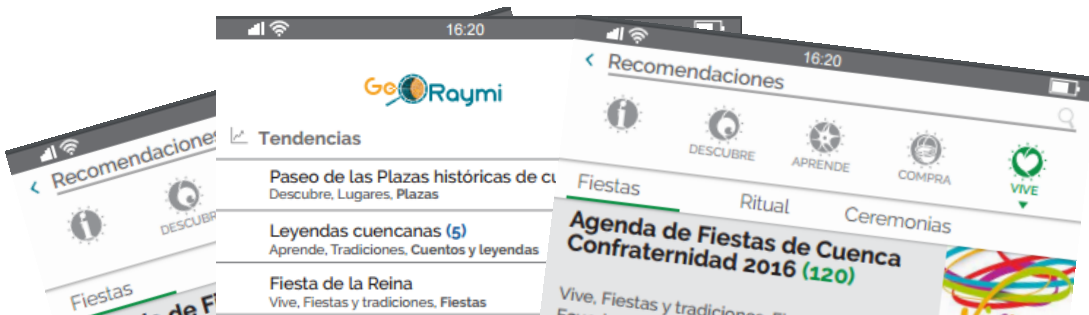 Recomendaciones
DESCUBR
Fiestas
de F
16:20
GoRaymi
Tendencias
Paseo de las Plazas históricas de cu
Descubre, Lugares, Plazas
Leyendas cuencanas (5)
Aprende, Tradiciones, Cuentos y leyendas
Fiesta de la Reina
Vive, Fiestas y tradiciones, Fiestas
16:20
Recomendaciones
DESCUBRE
APRENDE
COMPRA
VIVE
Fiestas
Ritual
Ceremonias
Agenda de Fiestas de Cuenca
Confraternidad 2016 (120)
Vive, Fiestas y tradiciones,